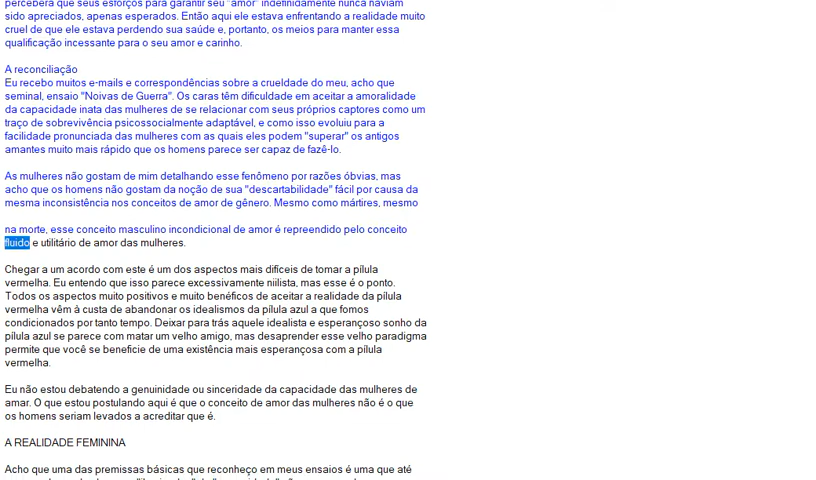 perceberá que seus esforços para garantir seu "amor" indefinidamente nunca haviam
sido apreciados, apenas esperados. Então aqui ele estava enfrentando a realidade muito
cruel de que ele estava perdendo sua saúde e, portanto, os meios para manter essa
qualificação incessante para o seu amor e carinho.
A reconciliação
Eu recebo muitos e-mails e correspondências sobre a crueldade do meu, acho que
seminal, ensaio "Noivas de Guerra". Os caras têm dificuldade em aceitar a amoralidade
da capacidade inata das mulheres de se relacionar com seus próprios captores como um
traço de sobrevivência psicossocialmente adaptável, e como isso evoluiu para a
facilidade pronunciada das mulheres com as quais eles podem "superar" os antigos
amantes muito mais rápido que os homens parece ser capaz de fazê-lo.
As mulheres não gostam de mim detalhando esse fenômeno por razões óbvias, mas
acho que os homens não gostam da noção de sua "descartabilidade" fácil por causa da
mesma inconsistência nos conceitos de amor de gênero. Mesmo como mártires, mesmo
na morte, esse conceito masculino incondicional de amor é repreendido pelo conceito
fluido e utilitário de amor das mulheres.
Chegar a um acordo com este é um dos aspectos mais difíceis de tomar a pílula
vermelha. Eu entendo que isso parece excessivamente niilista, mas esse é o ponto.
Todos os aspectos muito positivos e muito benéficos de aceitar a realidade da pílula
vermelha vêm à custa de abandonar os idealismos da pílula azul a que fomos
condicionados por tanto tempo. Deixar para trás aquele idealista e esperançoso sonho da
pílula azul se parece com matar um velho amigo, mas desaprender esse velho paradigma
permite que você se beneficie de uma existência mais esperançosa com a pílula
vermelha.
Eu não estou debatendo a genuinidade ou sinceridade da capacidade das mulheres de
amar. O que estou postulando aqui é que o conceito de amor das mulheres não é o que
os homens seriam levados a acreditar que é.
A REALIDADE FEMININA
Acho que uma das premissas básicas que reconheço em meus ensaios é uma que até